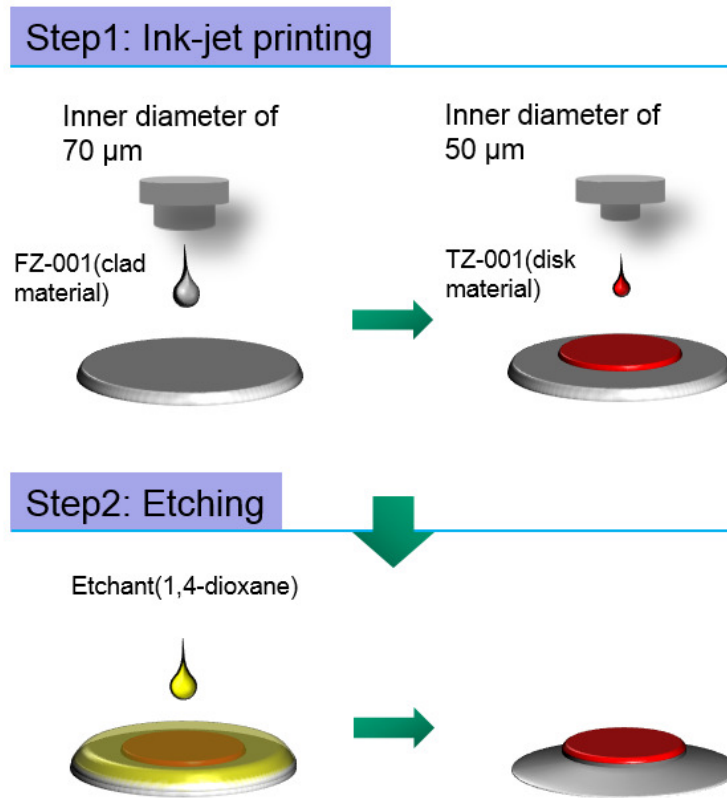 Step1: Ink-jet printing
Inner diameter of
70 µm
Inner diameter of
50 µm
FZ-001(clad
material)
TZ-001(disk
material)
Step2: Etching
Etchant(1,4-dioxane)